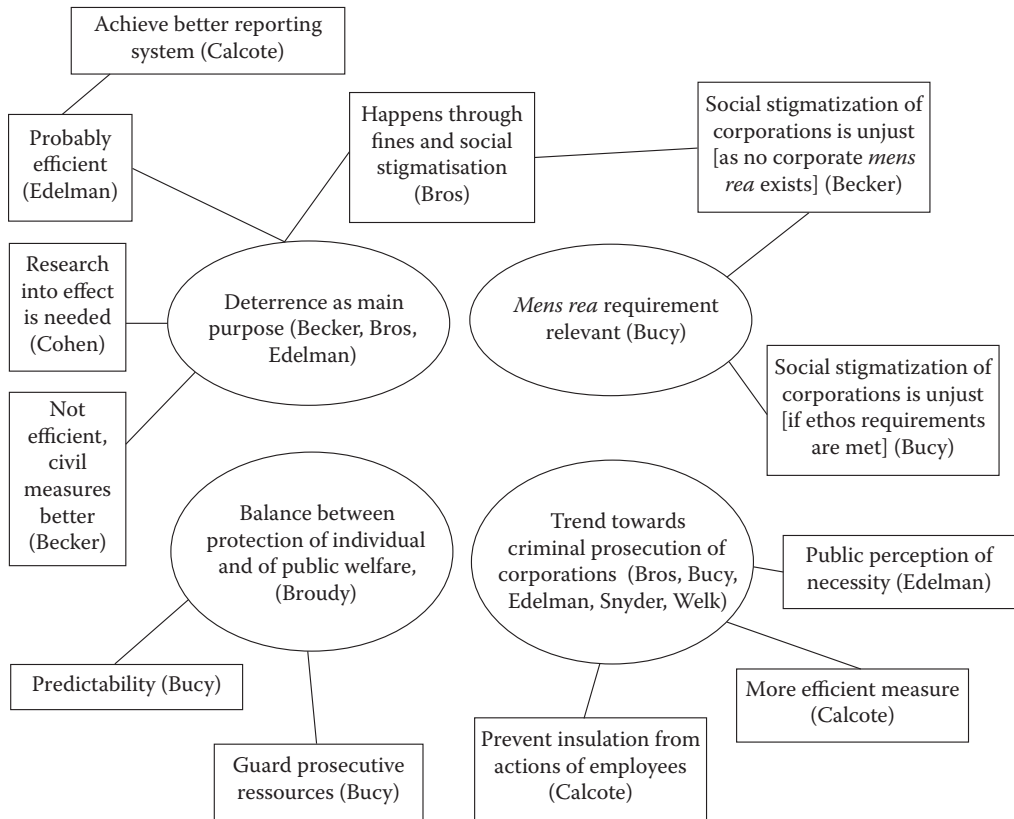 Achieve better reporting
system (Calcote)
Probably
efficient
(Edelman)
Happens through
fines and social
stigmatisation
(Bros)
Social stigmatization of
corporations is unjust
[as no corporate mens
rea exists] (Becker)
Research
into effect
is needed
(Cohen)
Deterrence as main
purpose (Becker, Bros,
Edelman)
Mens rea requirement
relevant (Bucy)
Not
efficient,
civil
measures
better
(Becker)
Social stigmatization of
corporations is unjust
[if ethos requirements
are met] (Bucy)
Balance between
protection of individual
and of public welfare,
(Broudy)
Trend towards
criminal prosecution of
corporations (Bros, Bucy,
Edelman, Snyder, Welk)
Public perception of
necessity (Edelman)
Predictability (Bucy)
More efficient measure
(Calcote)
Guard prosecutive
ressources (Bucy)
Prevent insulation from
actions of employees
(Calcote)